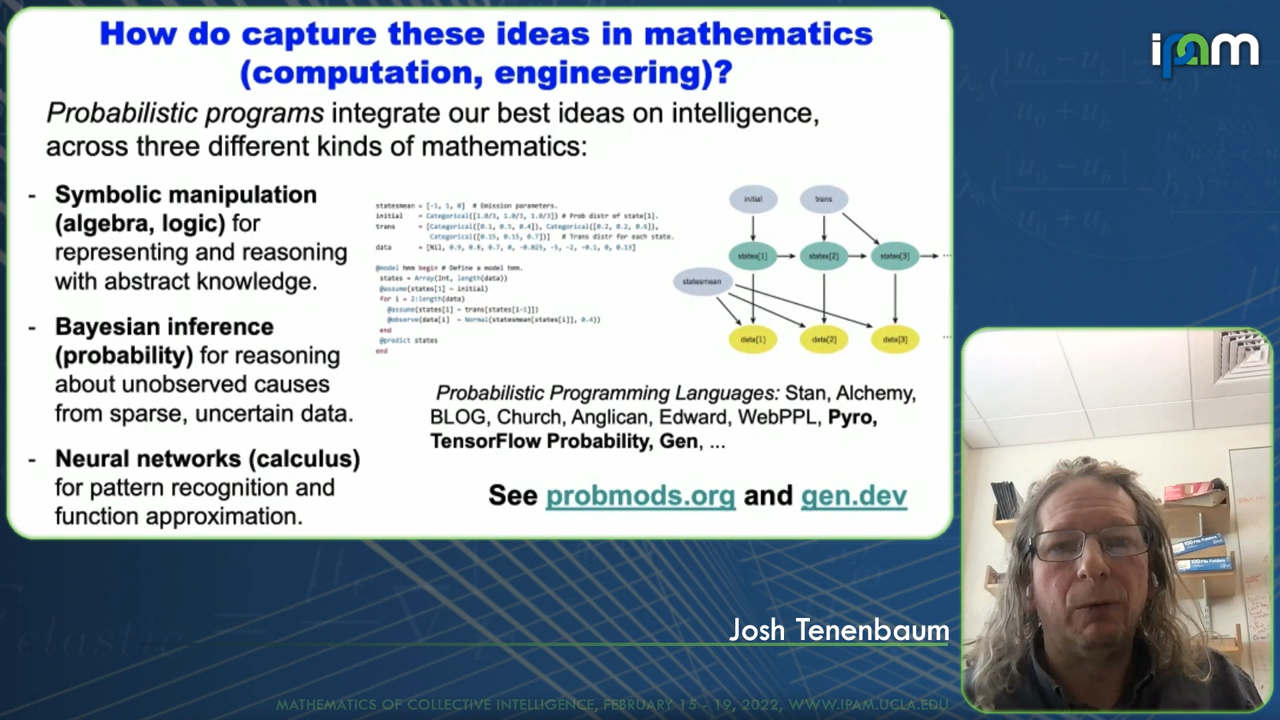 How do capture these ideas in mathematics
(computation, engineering)?
ipam
Probabilistic programs integrate our best ideas on intelligence,
across three different kinds of mathematics:
- Symbolic manipulation
(algebra, logic) for
representing and reasoning
with abstract knowledge.
- Bayesian inference
(probability) for reasoning
about unobserved causes
from sparse, uncertain data.
- Neural networks (calculus)
for pattern recognition and
function approximation.
statesmean = [-1, 1, 0] # Emission parameters.
initial = Categorical([1.0/3, 1.0/3, 1.0/3]) # Prob distr of state[1].
trans = [Categorical([0.1, 0.5, 0.4]), Categorical([0.2, 0.2, 0.6]),
Categorical([0.15, 0.15, 0.7])] # Trans distr for each state.
data = [Nil, 0.9, 0.8, 0.7, 0, -0.025, -5, -2, -0.1, 0, 0.13]
@model hmm begin # Define a model hmm.
states = Array(Int, length(data))
@assume(states[1] ~ initial)
for i = 2:length(data)
@assume(states[i] ~ trans[states[i-1]])
@observe(data[i] ~ Normal(statesmean[states[i]], 0.4))
end
@predict states
end
initial
trans
states[1]
states[2]
states[3]
...
statesmean
data[1]
data[2]
data[3]
...
Probabilistic Programming Languages: Stan, Alchemy,
BLOG, Church, Anglican, Edward, WebPPL, Pyro,
TensorFlow Probability, Gen, ...
See probmods.org and gen.dev
100 File Folders
Josh Tenenbaum
MATHEMATICS OF COLLECTIVE INTELLIGENCE, FEBRUARY 15 - 19, 2022, WWW.IPAM.UCLA.EDU